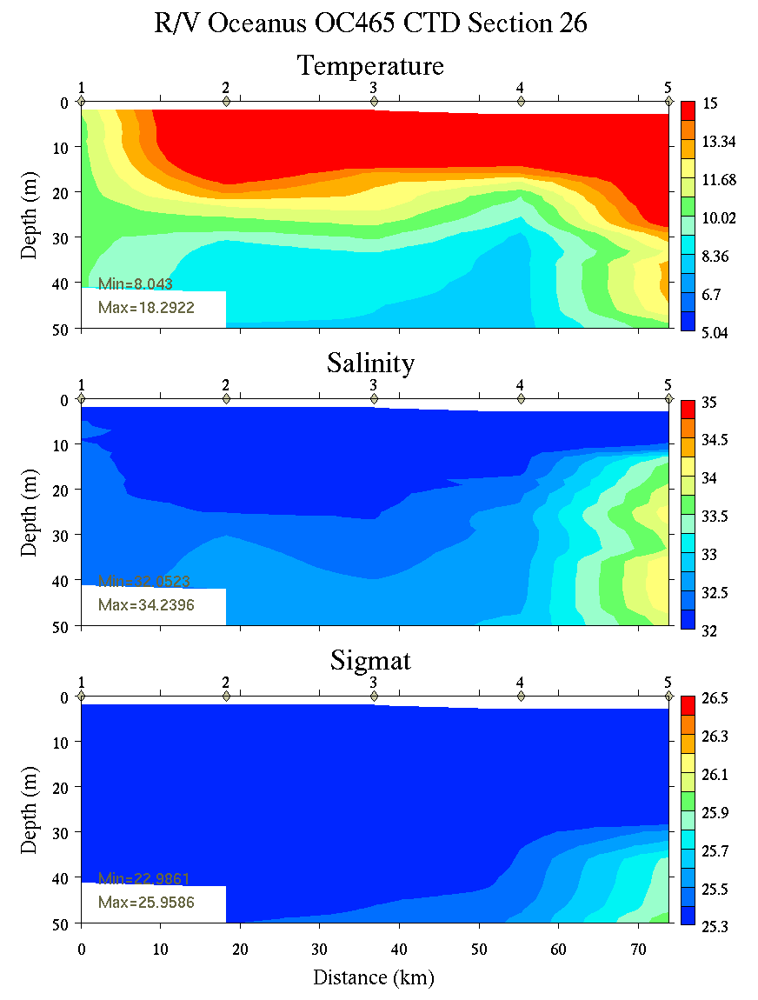 R/V Oceanus OC465 CTD Section 26
Temperature
1 2 3 4 5
0
10
20
30
40
50
Depth (m)
Min=8.043
Max=18.2922
15
13.34
11.68
10.02
8.36
6.7
5.04
Salinity
1 2 3 4 5
0
10
20
30
40
50
Depth (m)
Min=32.0523
Max=34.2396
35
34.5
34
33.5
33
32.5
32
Sigmat
1 2 3 4 5
0
10
20
30
40
50
Depth (m)
Min=22.9861
Max=25.9586
26.5
26.3
26.1
25.9
25.7
25.5
25.3
0 10 20 30 40 50 60 70
Distance (km)